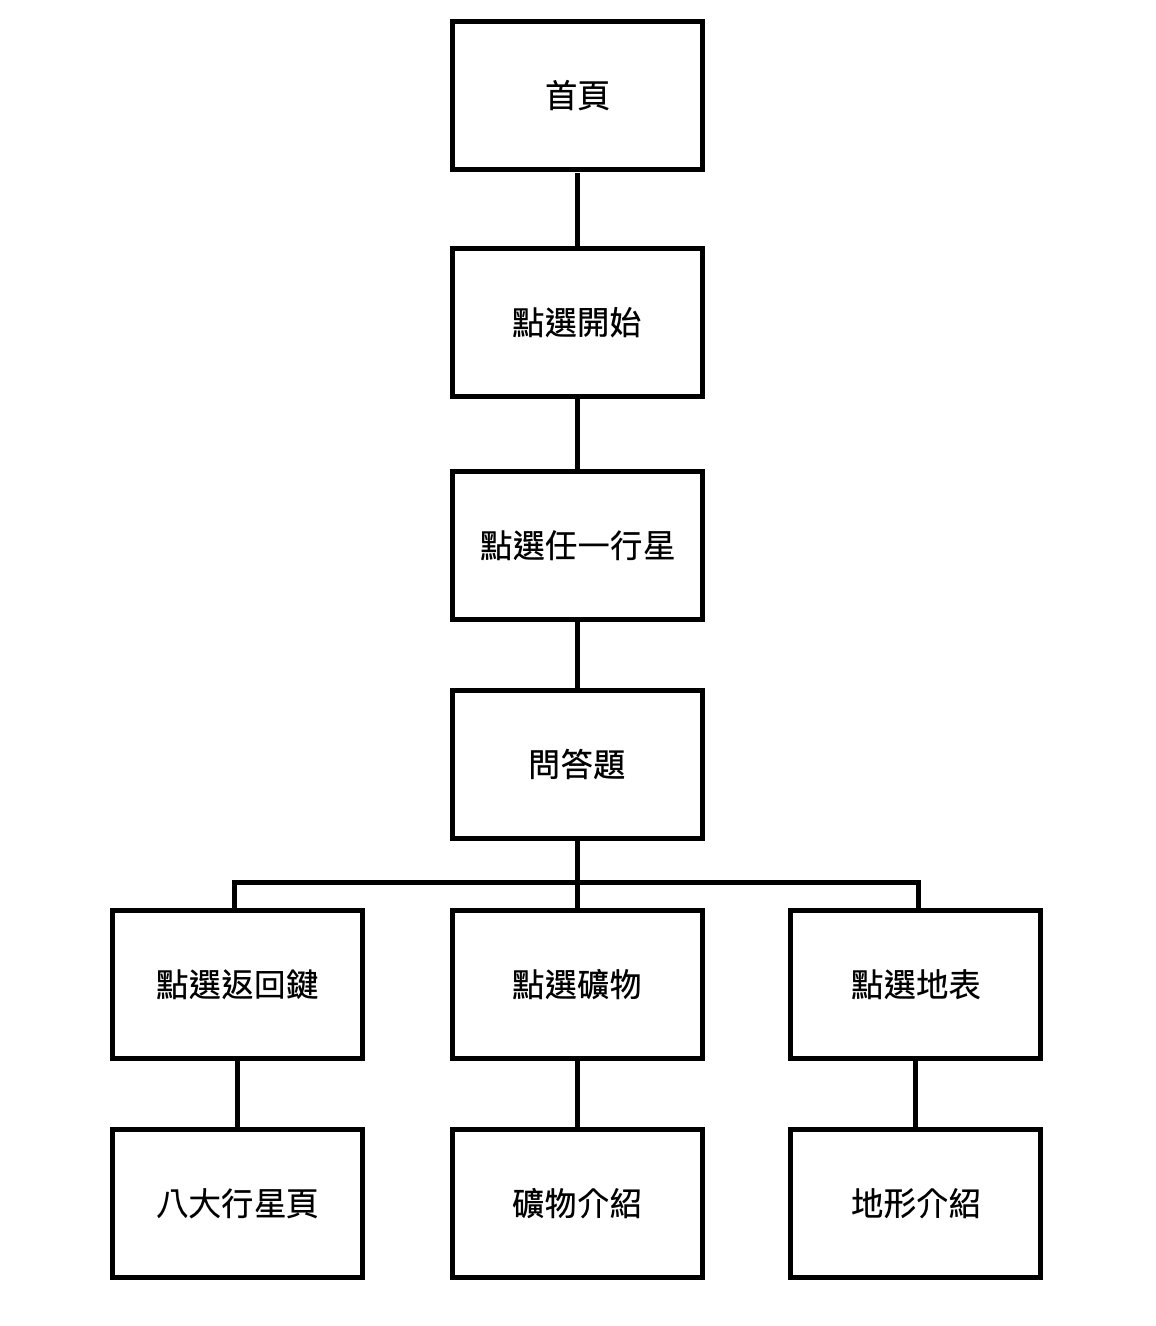 首頁
點選開始
點選任一行星
問答題
點選返回鍵
點選礦物
點選地表
八大行星頁
礦物介紹
地形介紹